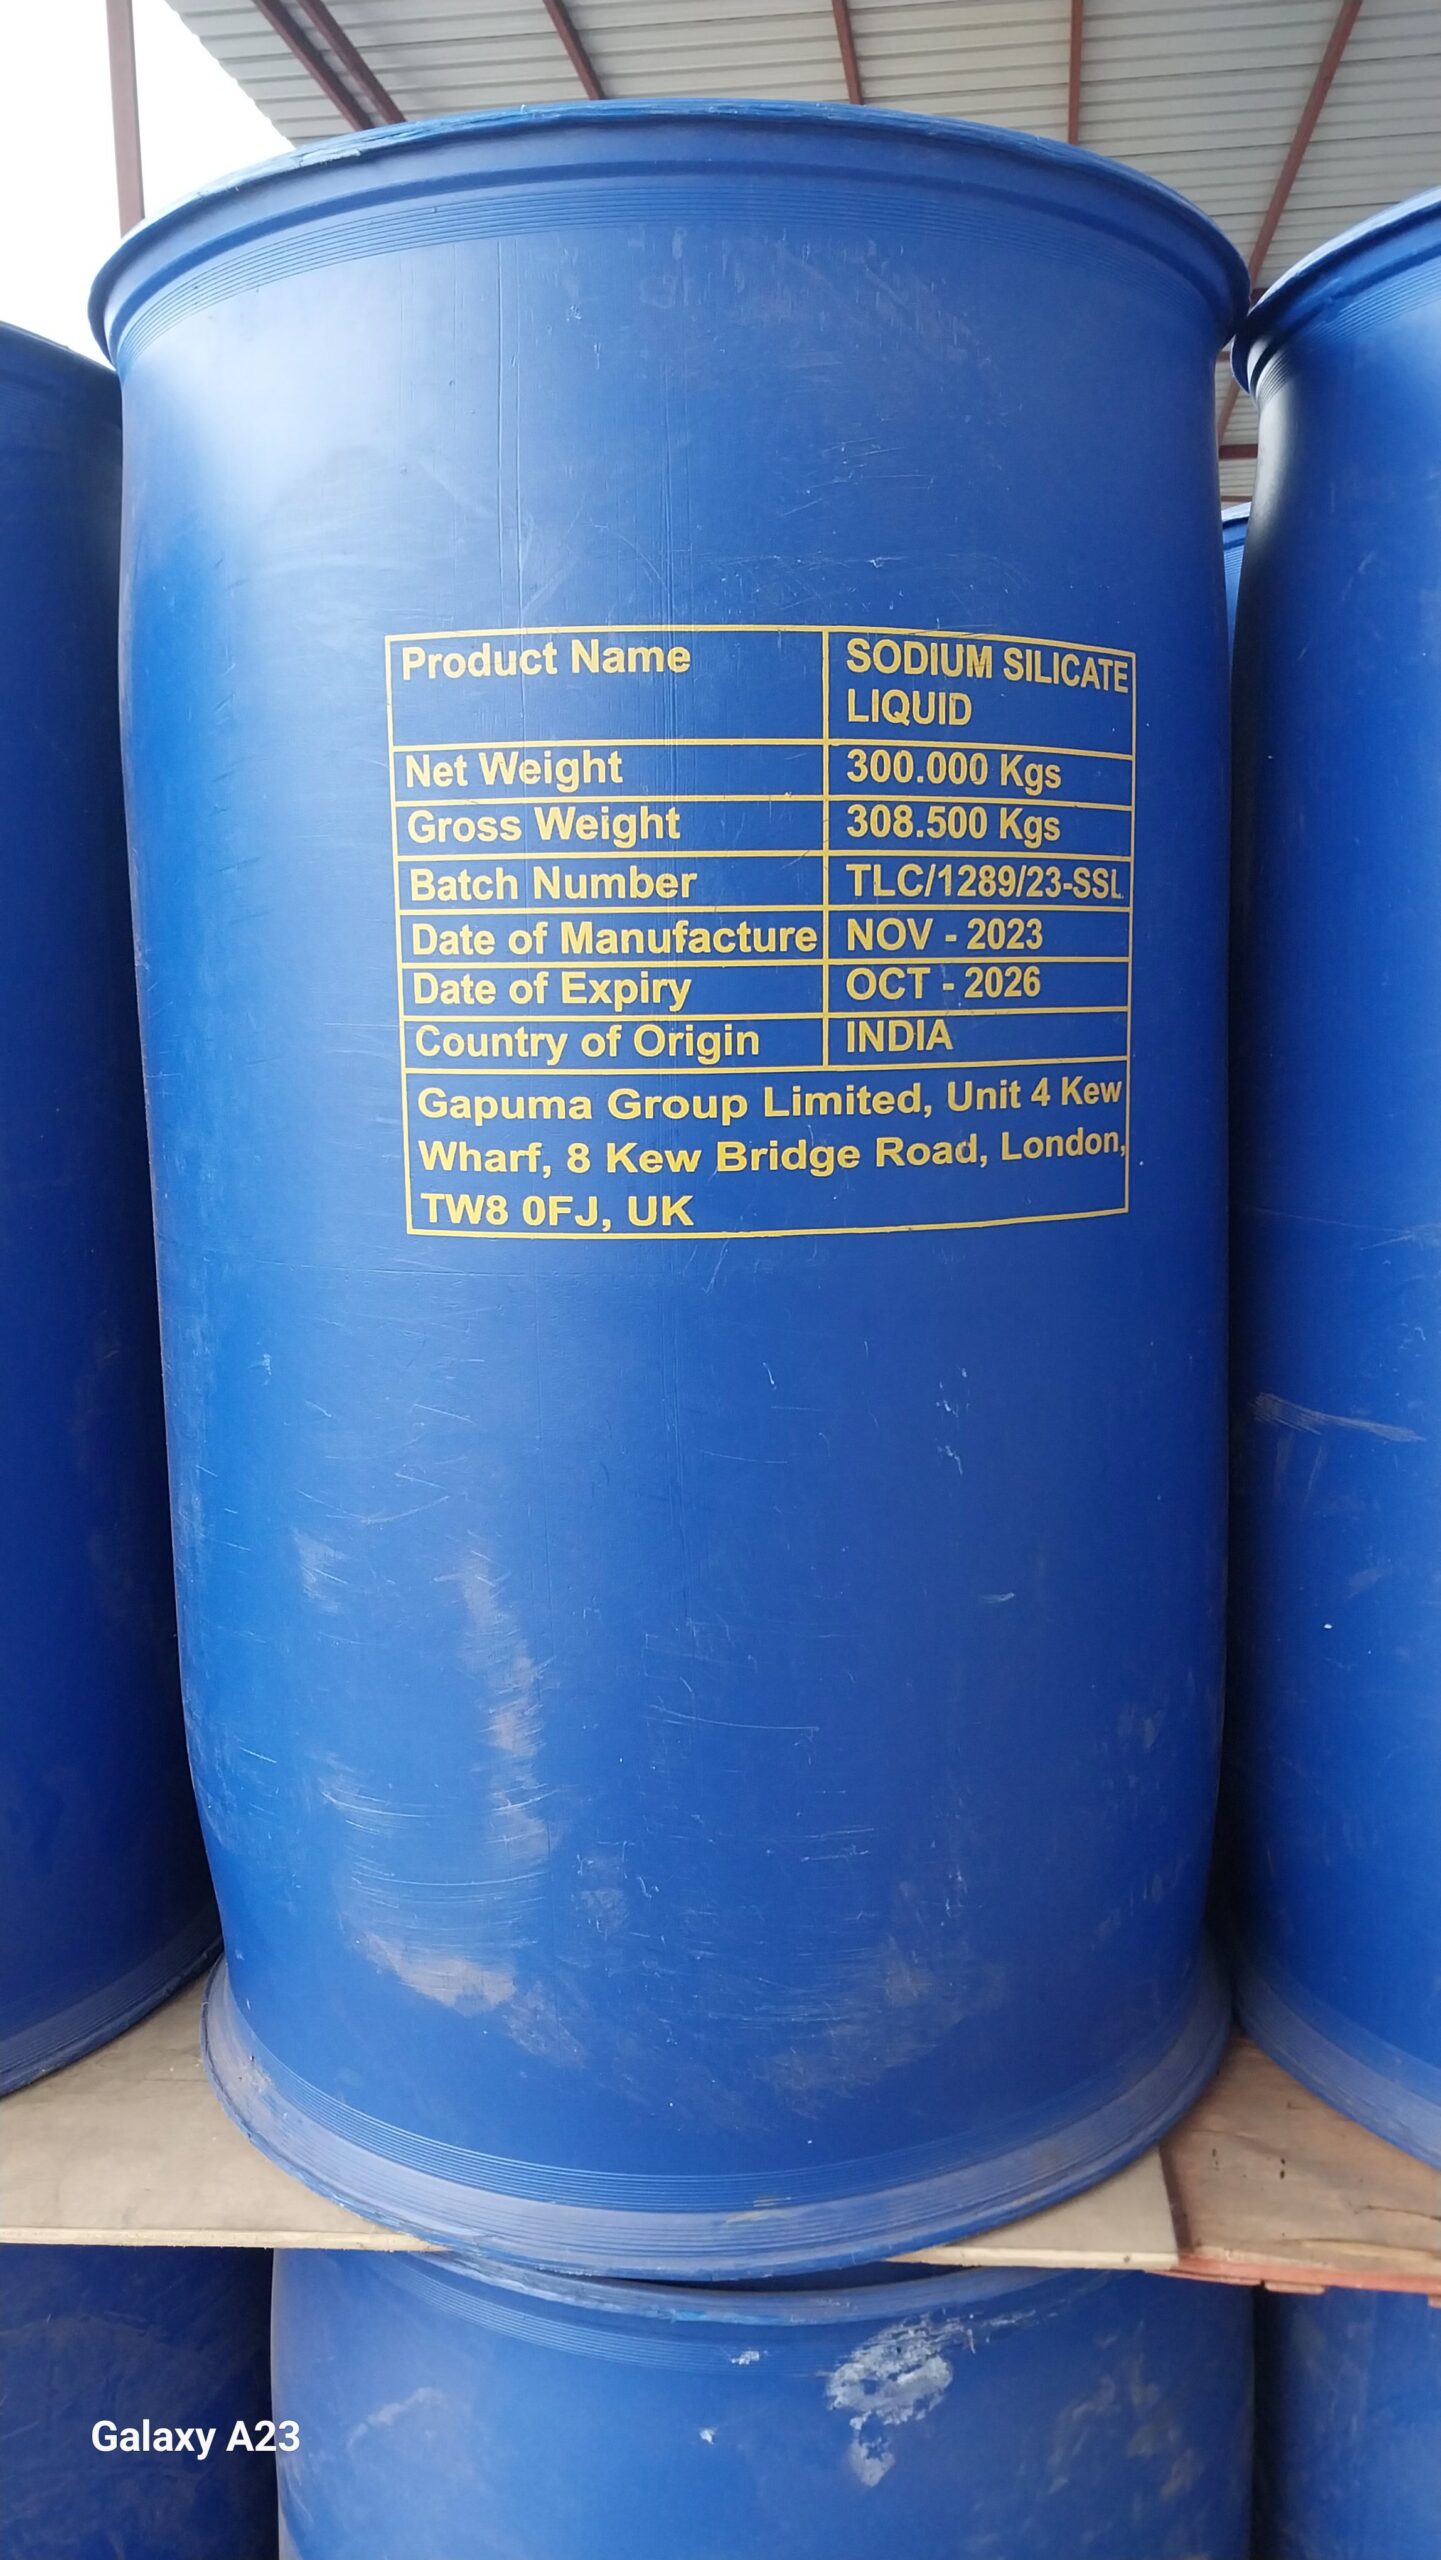 Product Name SODIUM SILICATE
LIQUID
Net Weight 300.000 Kgs
Gross Weight 308.500 Kgs
Batch Number TLC/1289/23-SSL
Date of Manufacture NOV - 2023
Date of Expiry OCT - 2026
Country of Origin INDIA
Gapuma Group Limited, Unit 4 Kew
Wharf, 8 Kew Bridge Road, London,
TW8 0FJ, UK
Galaxy A23